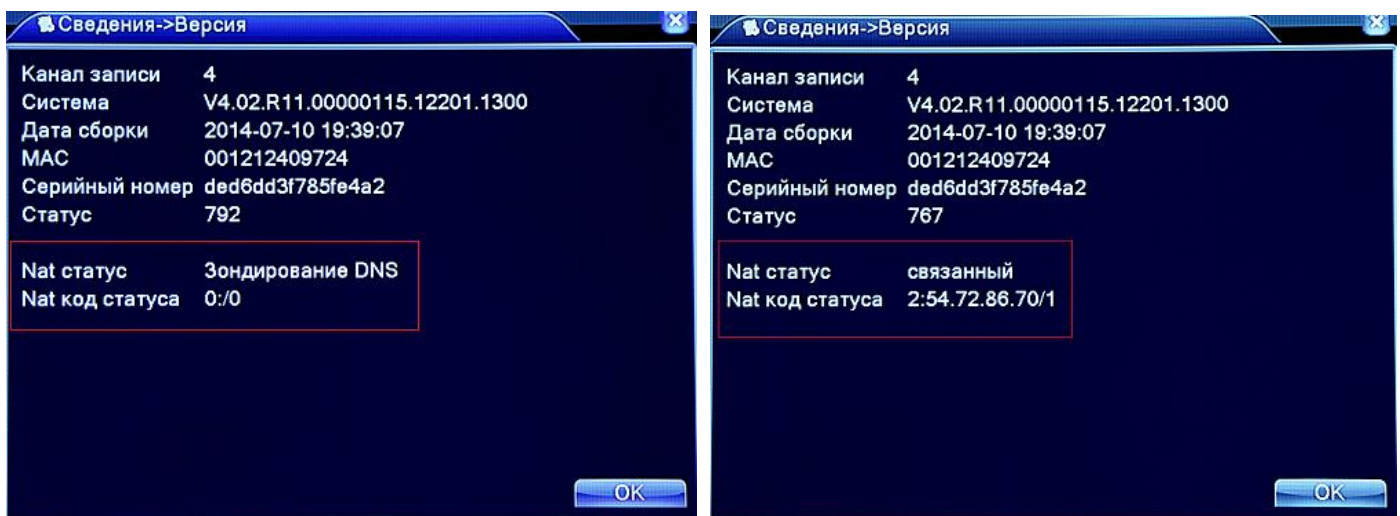 Сведения->Версия
Канал записи 4
Система V4.02.R11.00000115.12201.1300
Дата сборки 2014-07-10 19:39:07
MAC 001212409724
Серийный номер ded6dd3f785fe4a2
Статус 792
Nat статус Зондирование DNS
Nat код статуса 0:/0
OK
Сведения->Версия
Канал записи 4
Система V4.02.R11.00000115.12201.1300
Дата сборки 2014-07-10 19:39:07
MAC 001212409724
Серийный номер ded6dd3f785fe4a2
Статус 767
Nat статус связанный
Nat код статуса 2:54.72.86.70/1
OK